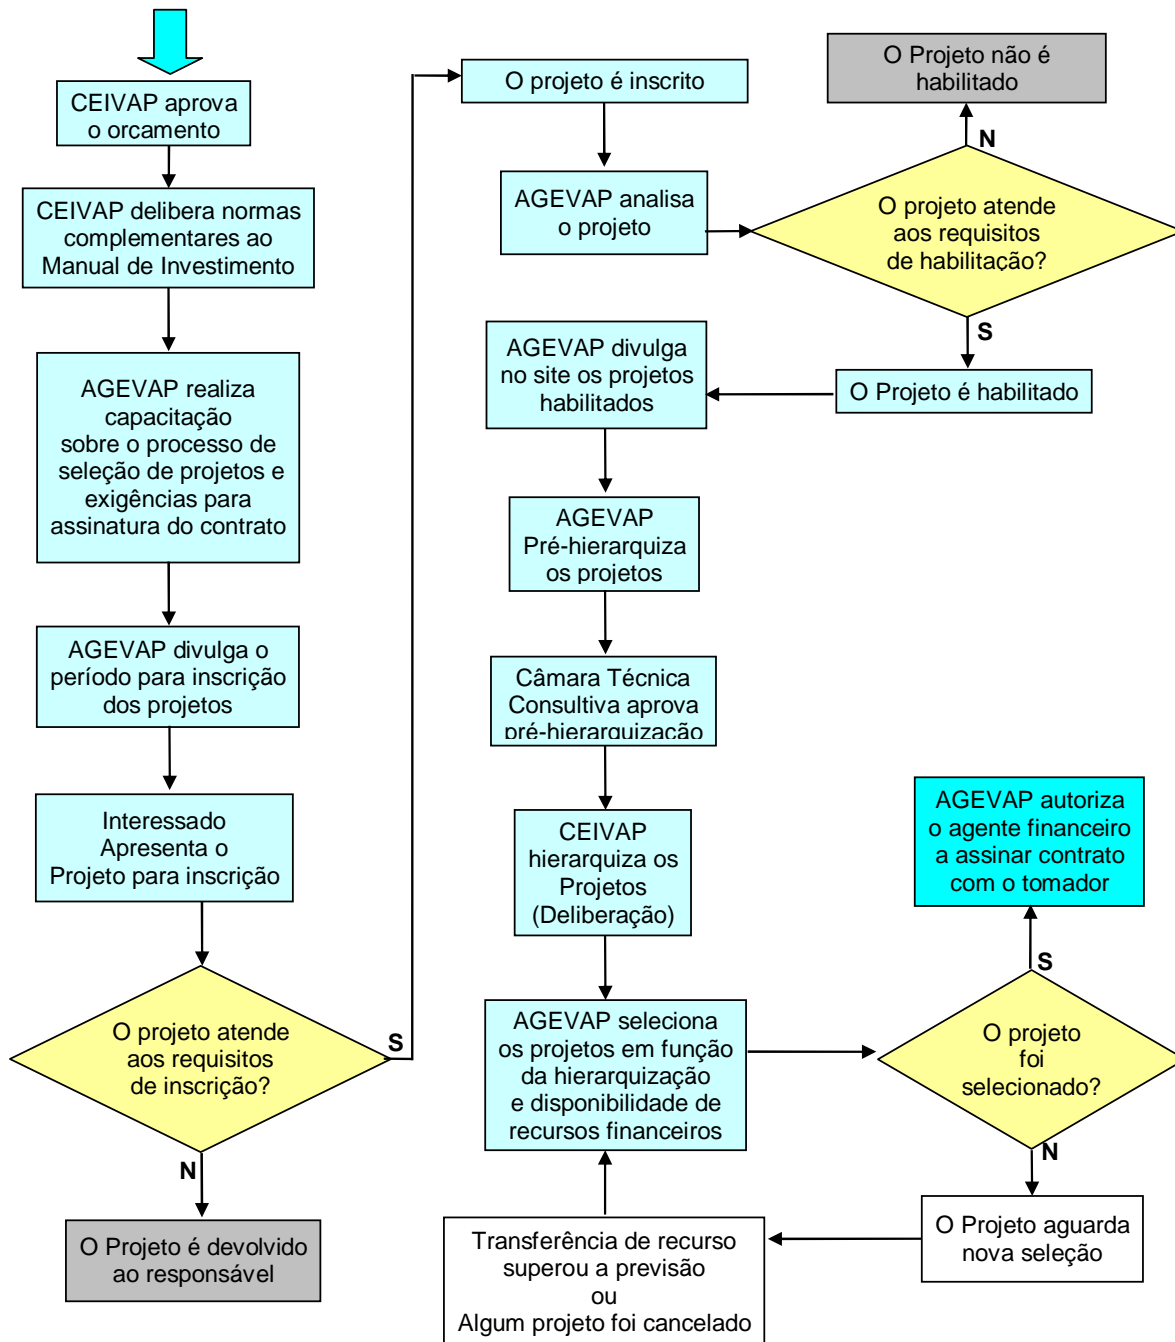 CEIVAP aprova
o orcamento
CEIVAP delibera normas
complementares ao
Manual de Investimento
AGEVAP realiza
capacitação
sobre o processo de
seleção de projetos e
exigências para
assinatura do contrato
AGEVAP divulga o
período para inscrição
dos projetos
Interessado
Apresenta o
Projeto para inscrição
O projeto atende
aos requisitos
de inscrição?
S
N
O Projeto é devolvido
ao responsável
O projeto é inscrito
AGEVAP analisa
o projeto
O projeto atende
aos requisitos
de habilitação?
N
O Projeto não é
habilitado
S
O Projeto é habilitado
AGEVAP divulga
no site os projetos
habilitados
AGEVAP
Pré-hierarquiza
os projetos
Câmara Técnica
Consultiva aprova
pré-hierarquização
CEIVAP
hierarquiza os
Projetos
(Deliberação)
AGEVAP seleciona
os projetos em função
da hierarquização
e disponibilidade de
recursos financeiros
O projeto
foi
selecionado?
S
AGEVAP autoriza
o agente financeiro
a assinar contrato
com o tomador
N
O Projeto aguarda
nova seleção
Transferência de recurso
superou a previsão
ou
Algum projeto foi cancelado